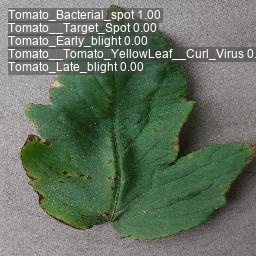 Tomato_Bacterial_spot 1.00
Tomato__Target_Spot 0.00
Tomato_Early_blight 0.00
Tomato__Tomato_YellowLeaf__Curl_Virus 0.
Tomato_Late_blight 0.00